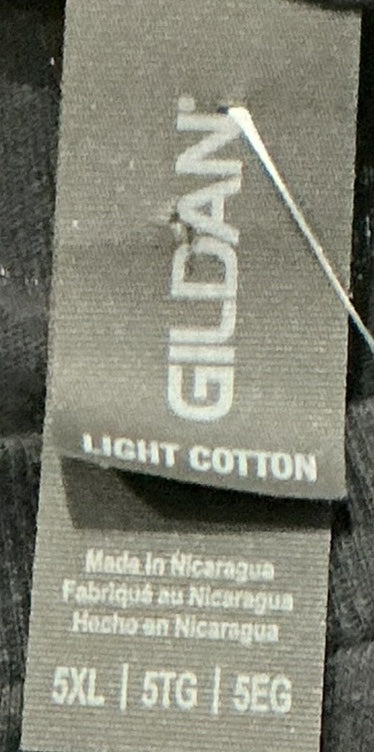 GILDAN®
LIGHT COTTON
Made in Nicaragua
Fabriqué au Nicaragua
Hecho en Nicaragua
5XL | 5TG | 5EG